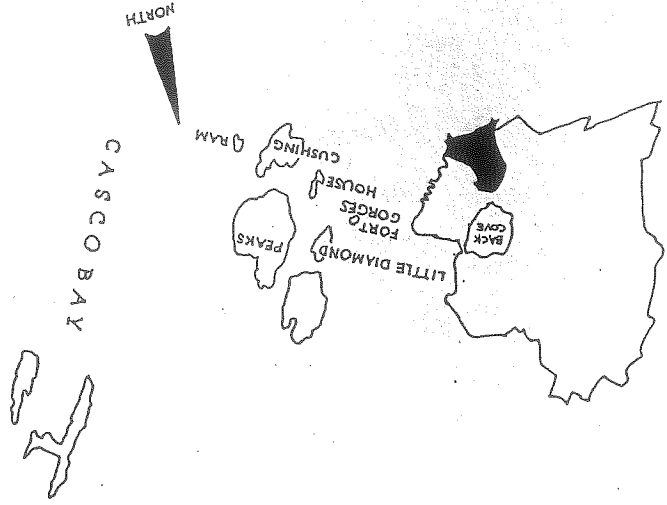 LITTLE DIAMOND
BACK
COVE
PEAKS
FORT
GORGES
HOUSE
CUSHING
RAM
CASCO BAY
NORTH